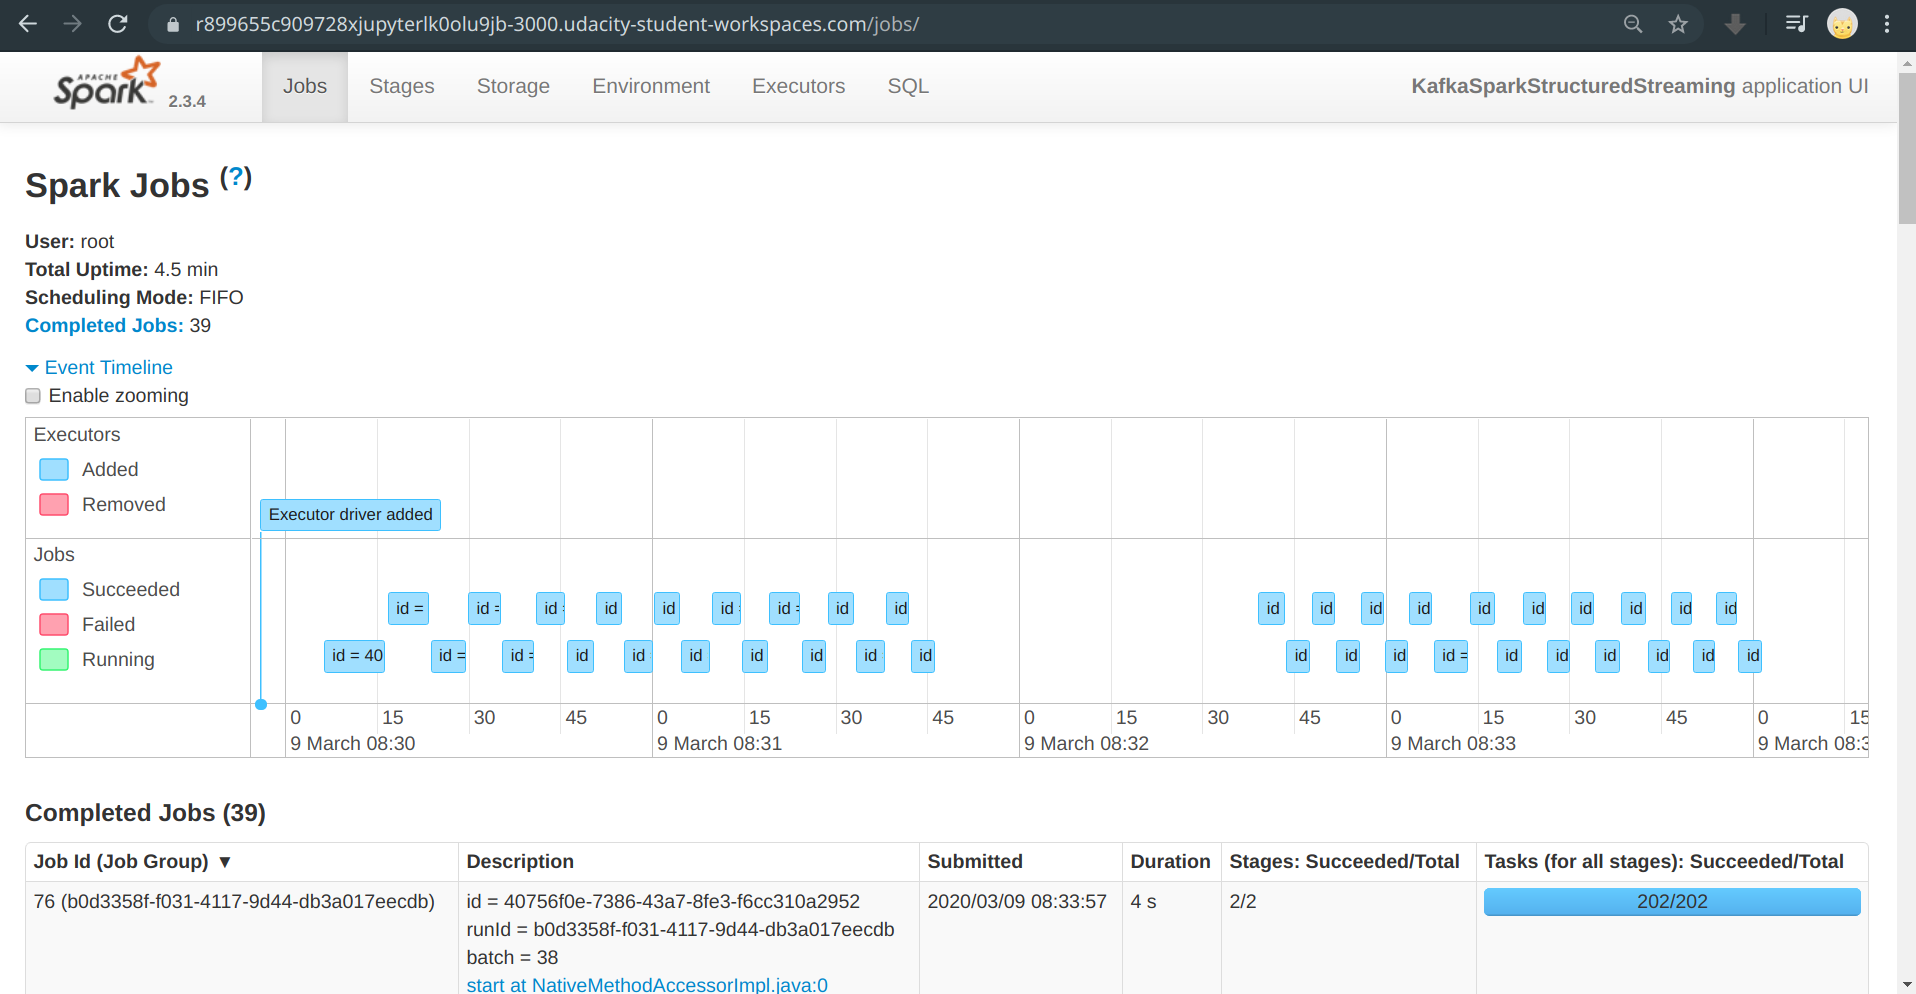 r899655c909728xjupyterlk0olu9jb-3000.udacity-student-workspaces.com/jobs/
APACHE Spark 2.3.4 Jobs Stages Storage Environment Executors SQL KafkaSparkStructuredStreaming application UI
Spark Jobs (?)
User: root
Total Uptime: 4.5 min
Scheduling Mode: FIFO
Completed Jobs: 39
Event Timeline
Enable zooming
Executors
Added
Removed
Executor driver added
Jobs
Succeeded
Failed
Running
id = id = id : id id id id : id id id id id id id id id id id id
id = 40 id = id = id id id id id id id id id id id = id id id id id id
0 15 30 45 0 15 30 45 0 15 30 45 0 15 30 45 0 15
9 March 08:30 9 March 08:31 9 March 08:32 9 March 08:33 9 March 08:3
Completed Jobs (39)
Job Id (Job Group) ▼ Description Submitted Duration Stages: Succeeded/Total Tasks (for all stages): Succeeded/Total
76 (b0d3358f-f031-4117-9d44-db3a017eecdb) id = 40756f0e-7386-43a7-8fe3-f6cc310a2952 2020/03/09 08:33:57 4 s 2/2 202/202
runId = b0d3358f-f031-4117-9d44-db3a017eecdb
batch = 38
start at NativeMethodAccessorImpl.java:0